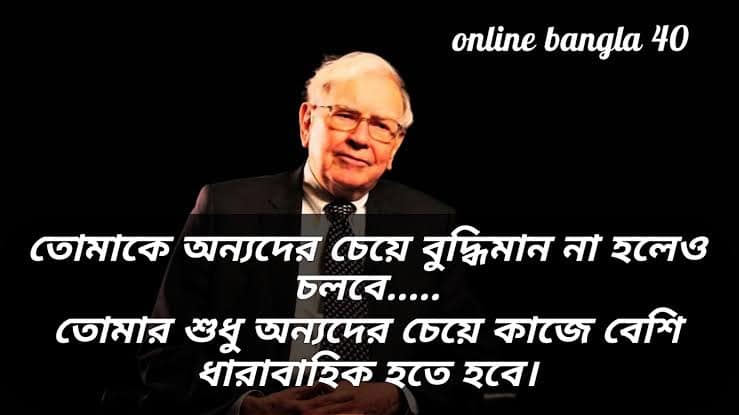 online bangla 40
তোমাকে অন্যদের চেয়ে বুদ্ধিমান না হলেও
চলবে.....
তোমার শুধু অন্যদের চেয়ে কাজে বেশি
ধারাবাহিক হতে হবে।